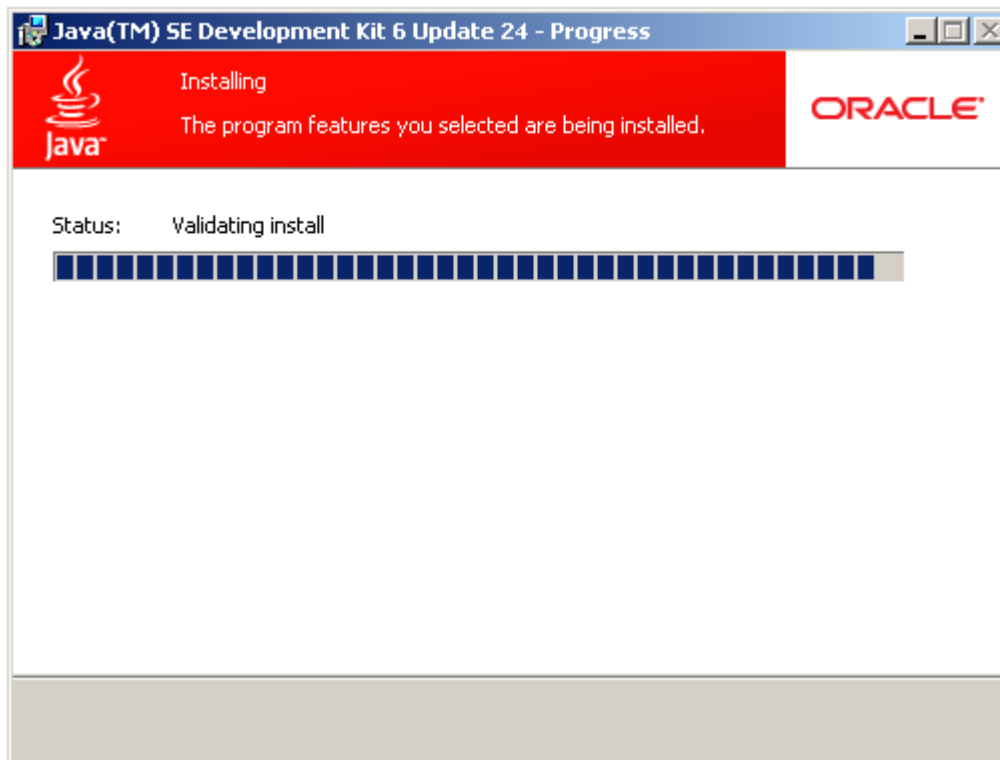 Java(TM) SE Development Kit 6 Update 24 - Progress
Installing
The program features you selected are being installed.
Java™
ORACLE®
Status: Validating install